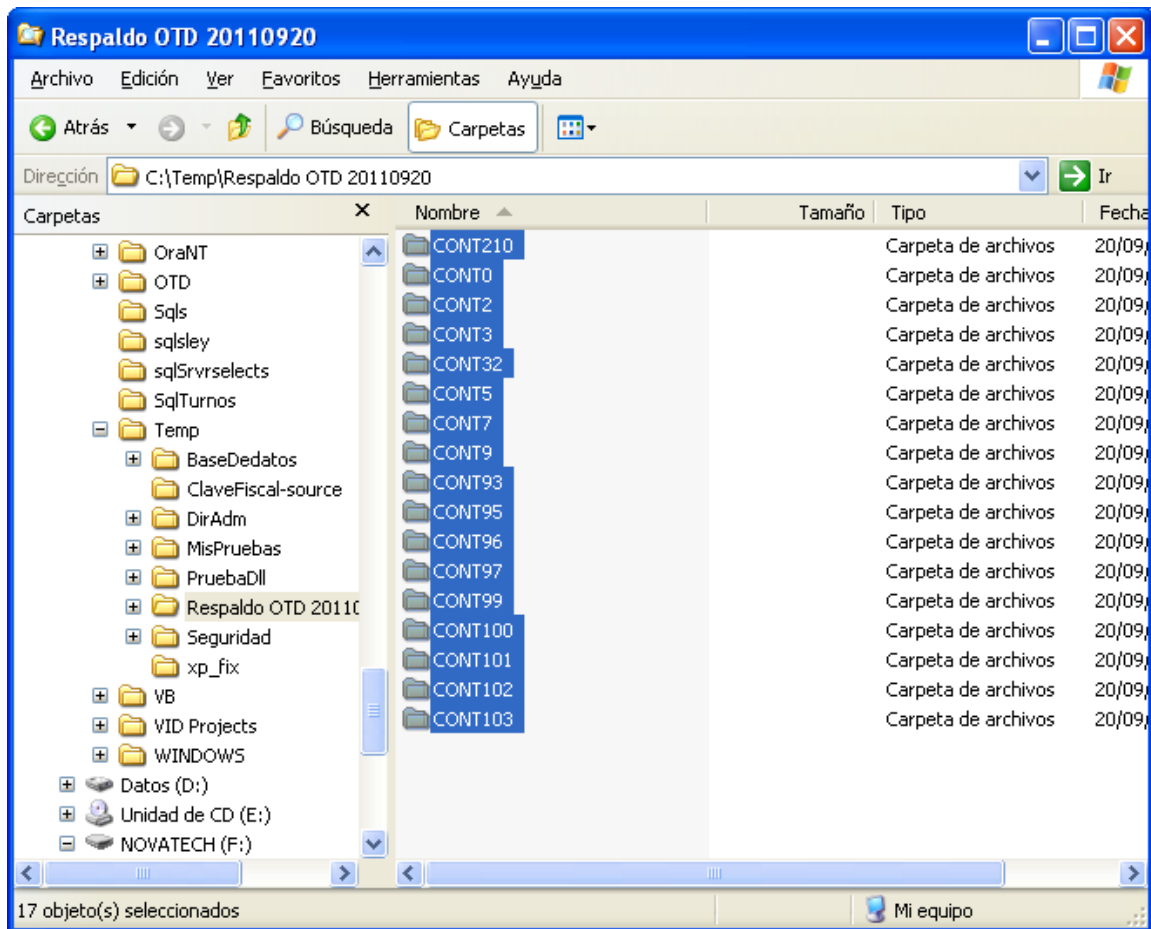 Respaldo OTD 20110920
Archivo Edición Ver Favoritos Herramientas Ayuda
Atrás Búsqueda Carpetas
Dirección C:\Temp\Respaldo OTD 20110920 Ir
Carpetas
OraNT
OTD
Sqls
sqlsley
sqlSrvrselects
SqlTurnos
Temp
BaseDedatos
ClaveFiscal-source
DirAdm
MisPruebas
PruebaDll
Respaldo OTD 20110
Seguridad
xp_fix
VB
VID Projects
WINDOWS
Datos (D:)
Unidad de CD (E:)
NOVATECH (F:)
Nombre Tamaño Tipo Fecha
CONT210 Carpeta de archivos 20/09/
CONT0 Carpeta de archivos 20/09/
CONT2 Carpeta de archivos 20/09/
CONT3 Carpeta de archivos 20/09/
CONT32 Carpeta de archivos 20/09/
CONT5 Carpeta de archivos 20/09/
CONT7 Carpeta de archivos 20/09/
CONT9 Carpeta de archivos 20/09/
CONT93 Carpeta de archivos 20/09/
CONT95 Carpeta de archivos 20/09/
CONT96 Carpeta de archivos 20/09/
CONT97 Carpeta de archivos 20/09/
CONT99 Carpeta de archivos 20/09/
CONT100 Carpeta de archivos 20/09/
CONT101 Carpeta de archivos 20/09/
CONT102 Carpeta de archivos 20/09/
CONT103 Carpeta de archivos 20/09/
17 objeto(s) seleccionados Mi equipo